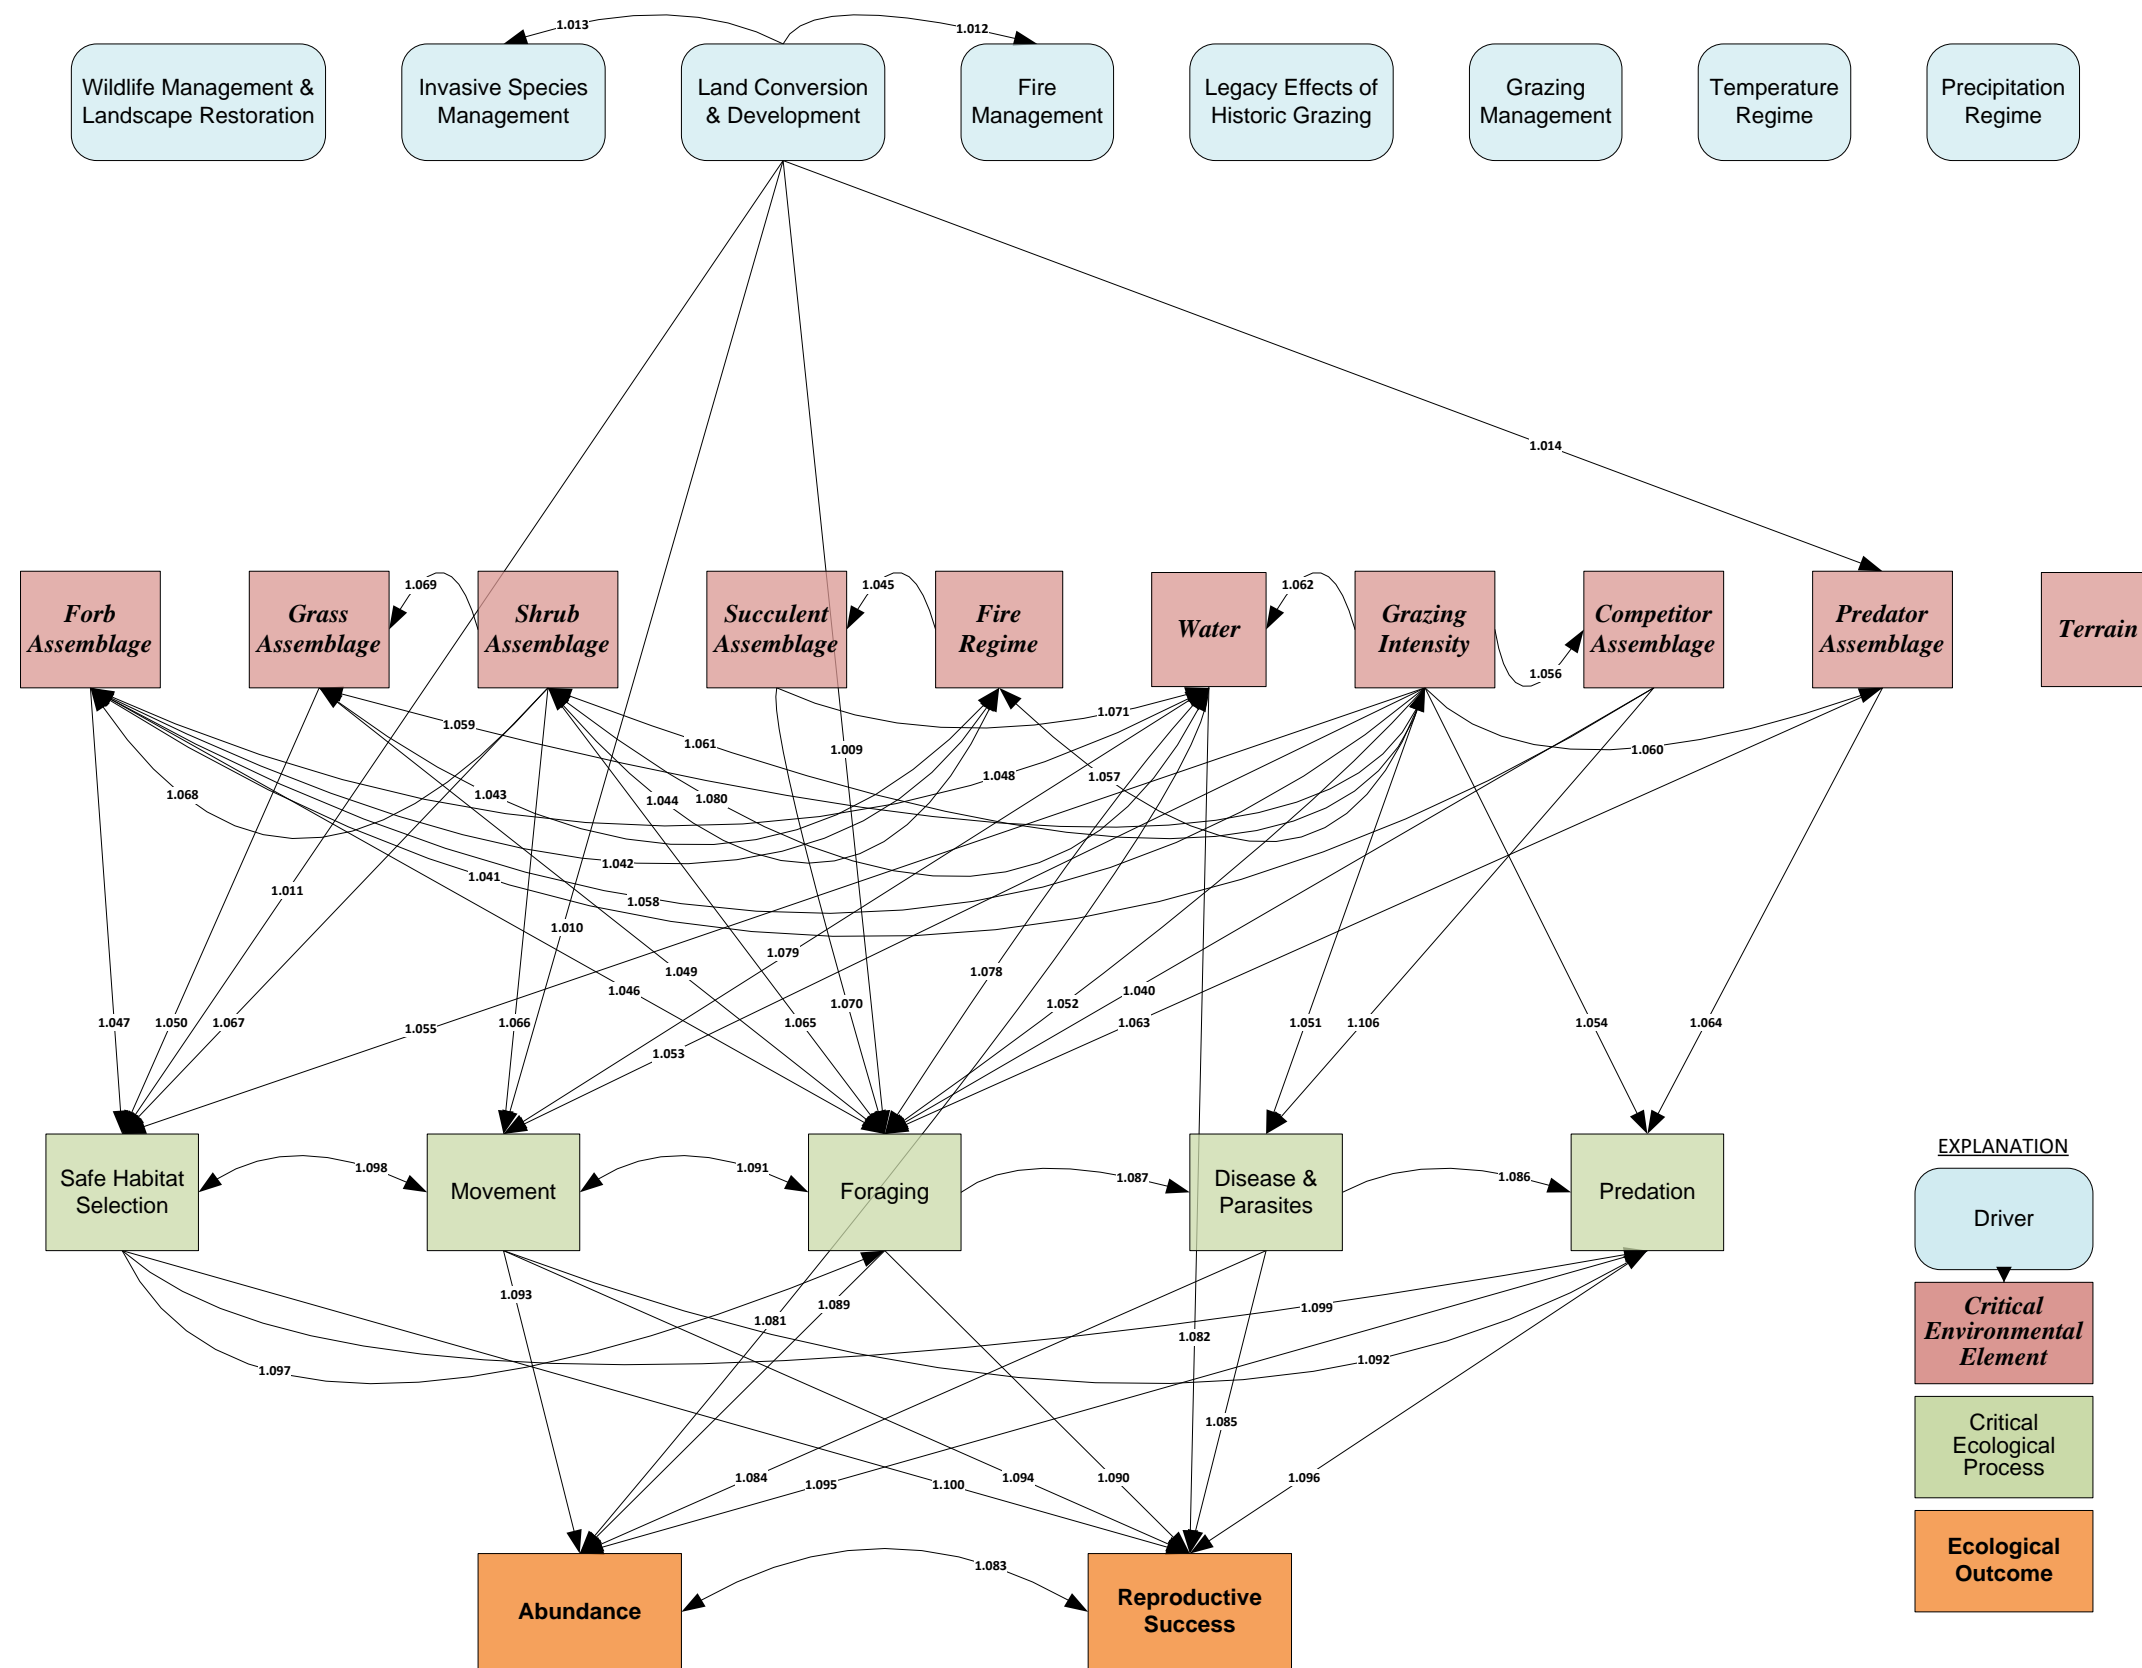 1.013
1.012
Wildlife Management &
Landscape Restoration
Invasive Species
Management
Land Conversion
& Development
Fire
Management
Legacy Effects of
Historic Grazing
Grazing
Management
Temperature
Regime
Precipitation
Regime
1.014
1.069
1.045
1.062
1.056
Forb
Assemblage
Grass
Assemblage
Shrub
Assemblage
Succulent
Assemblage
Fire
Regime
Water
Grazing
Intensity
Competitor
Assemblage
Predator
Assemblage
Terrain
1.059
1.071
1.061
1.009
1.060
1.048
1.057
1.068
1.043
1.044
1.080
1.042
1.041
1.011
1.058
1.010
1.079
1.049
1.078
1.046
1.070
1.052
1.040
1.047
1.050
1.067
1.055
1.066
1.065
1.063
1.051
1.106
1.054
1.064
1.053
Safe Habitat
Selection
1.098
Movement
1.091
Foraging
1.087
Disease &
Parasites
1.086
Predation
1.093
1.089
1.099
1.081
1.082
1.097
1.092
1.085
1.084
1.095
1.100
1.094
1.090
1.096
1.083
Abundance
Reproductive
Success
EXPLANATION
Driver
Critical
Environmental
Element
Critical
Ecological
Process
Ecological
Outcome